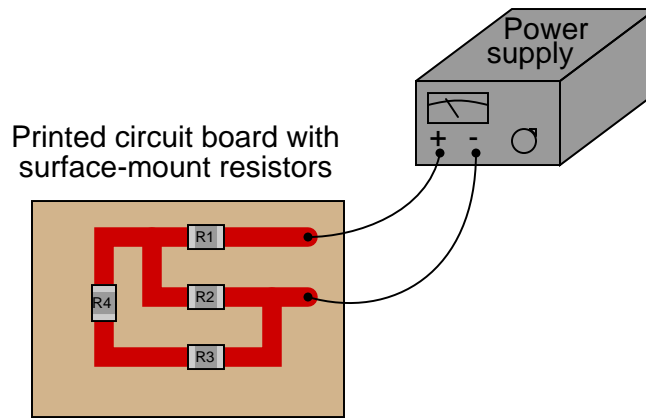 Power
supply
+ -
Printed circuit board with
surface-mount resistors
R1
R2
R4
R3